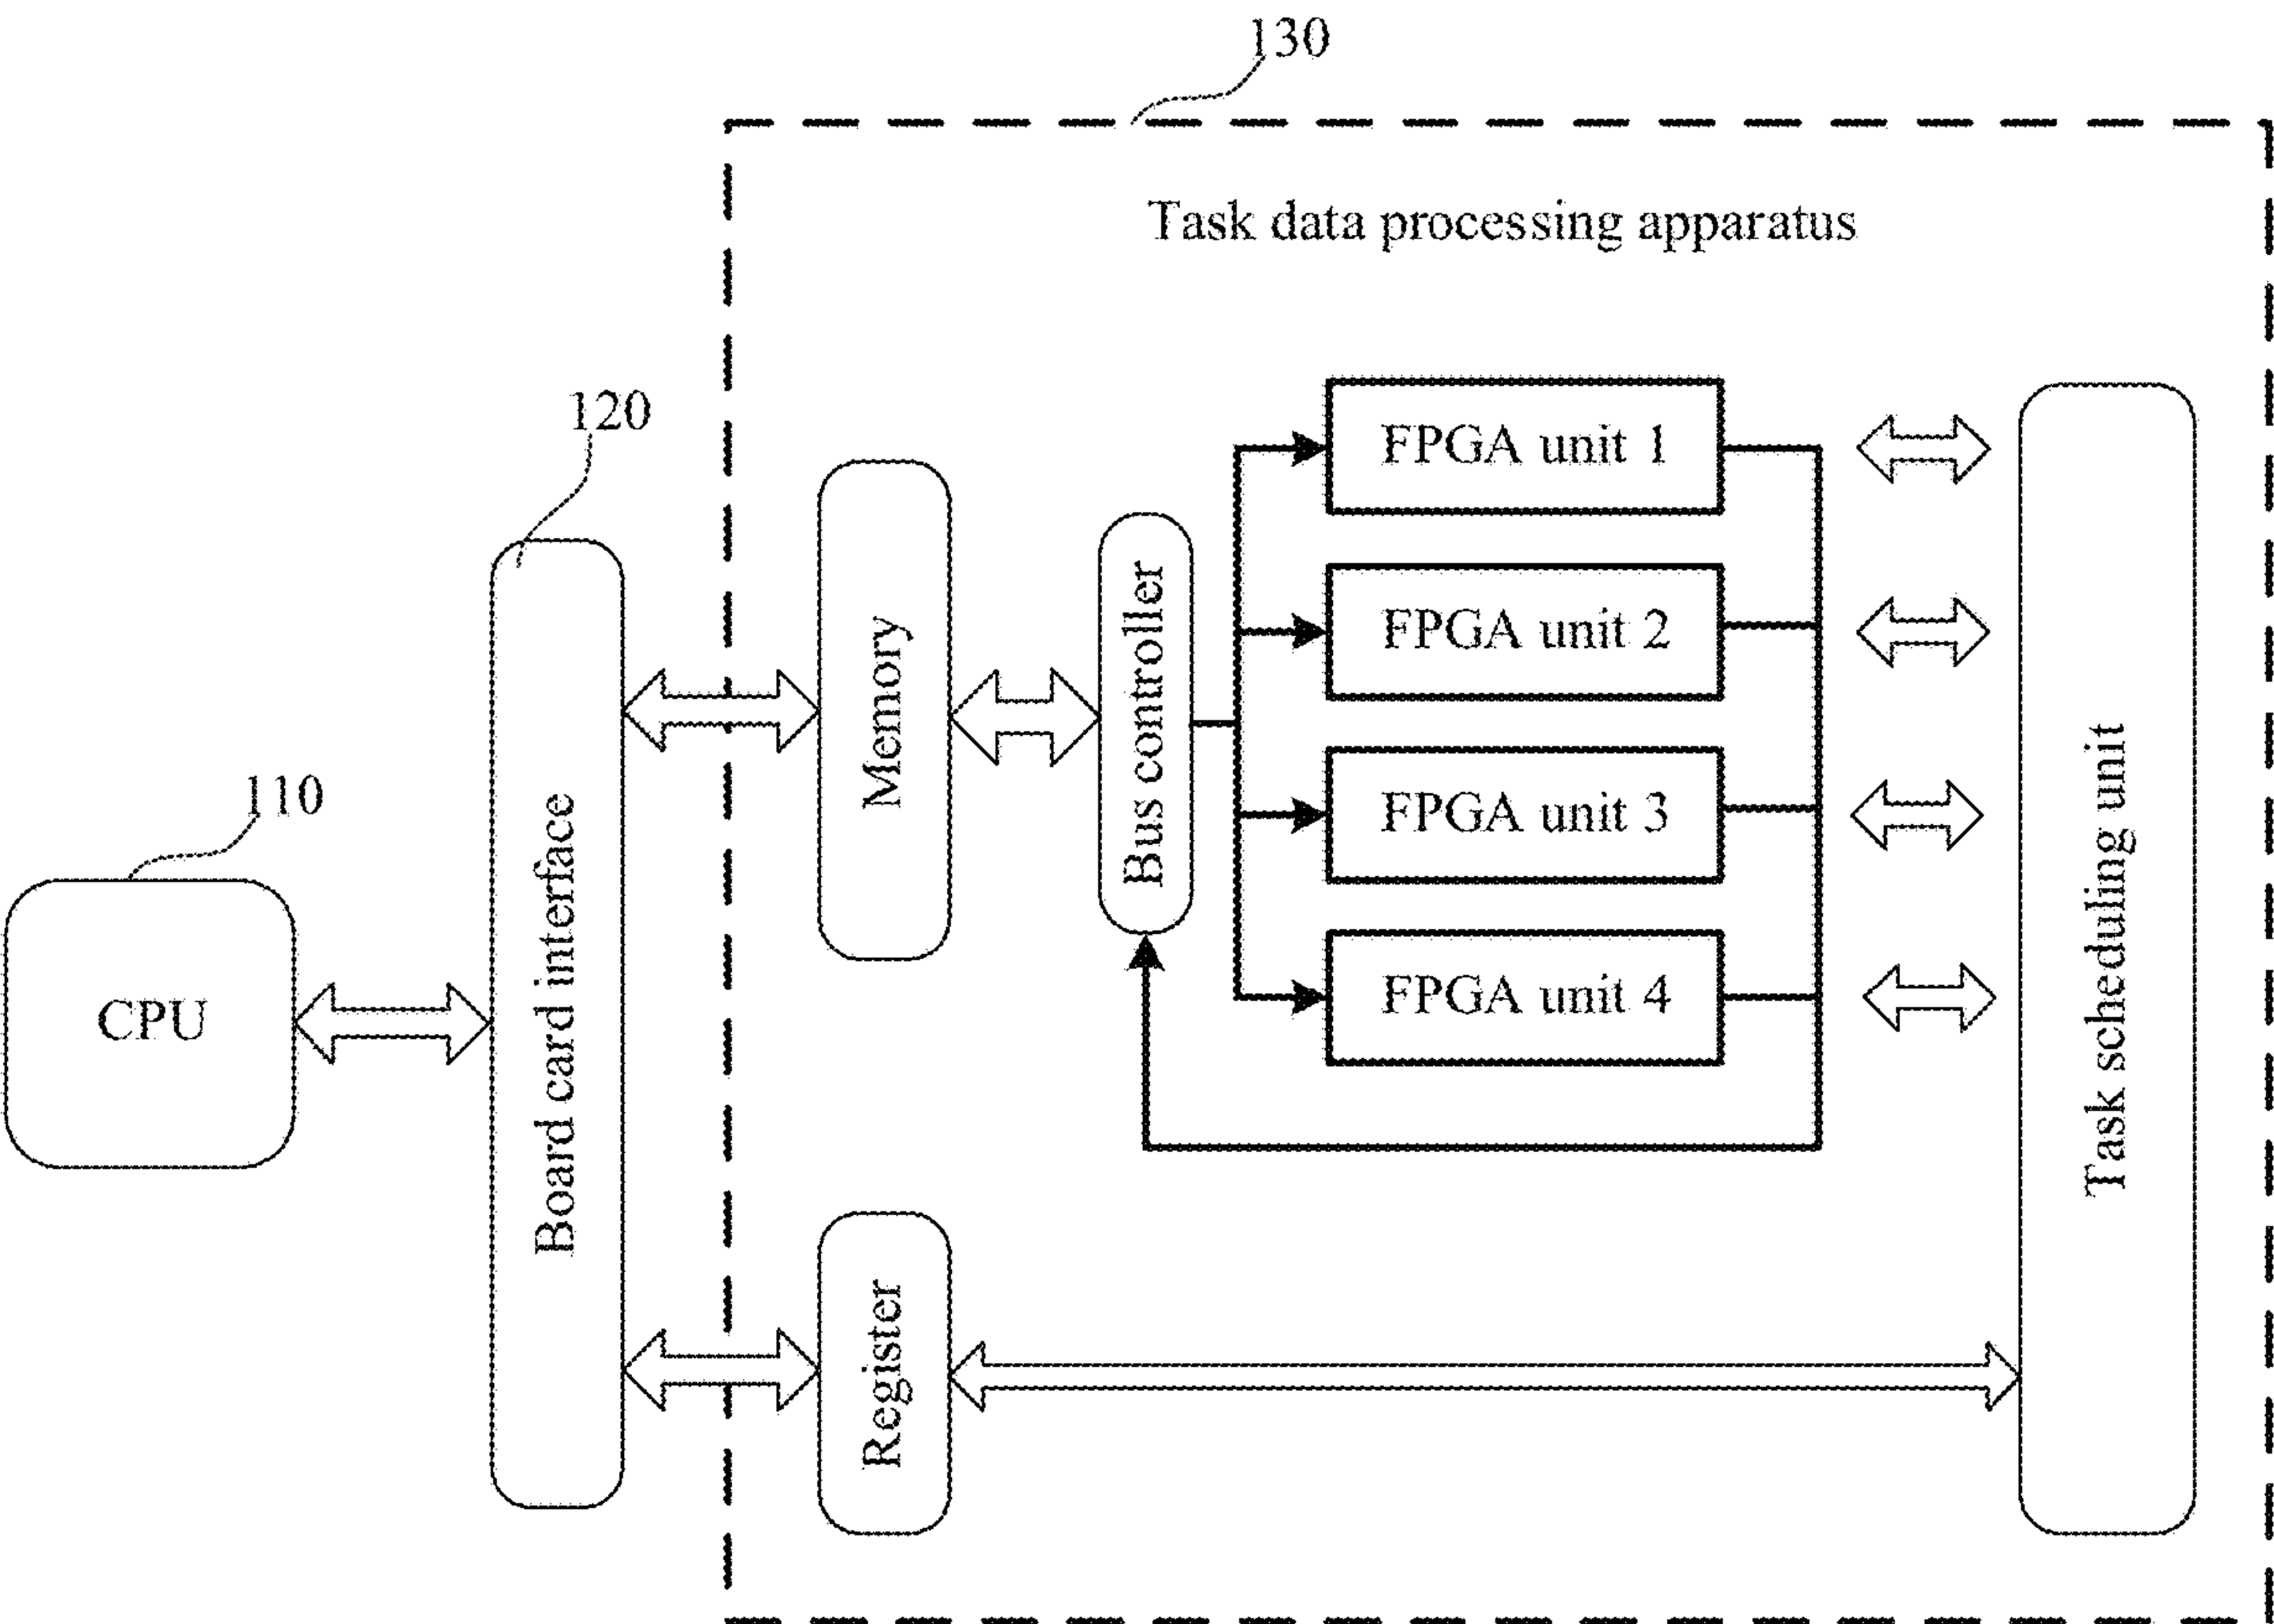 130
Task data processing apparatus
120
FPGA unit 1
Memory
Bus controller
FPGA unit 2
FPGA unit 3
Task scheduling unit
110
Board card interface
CPU
FPGA unit 4
Register